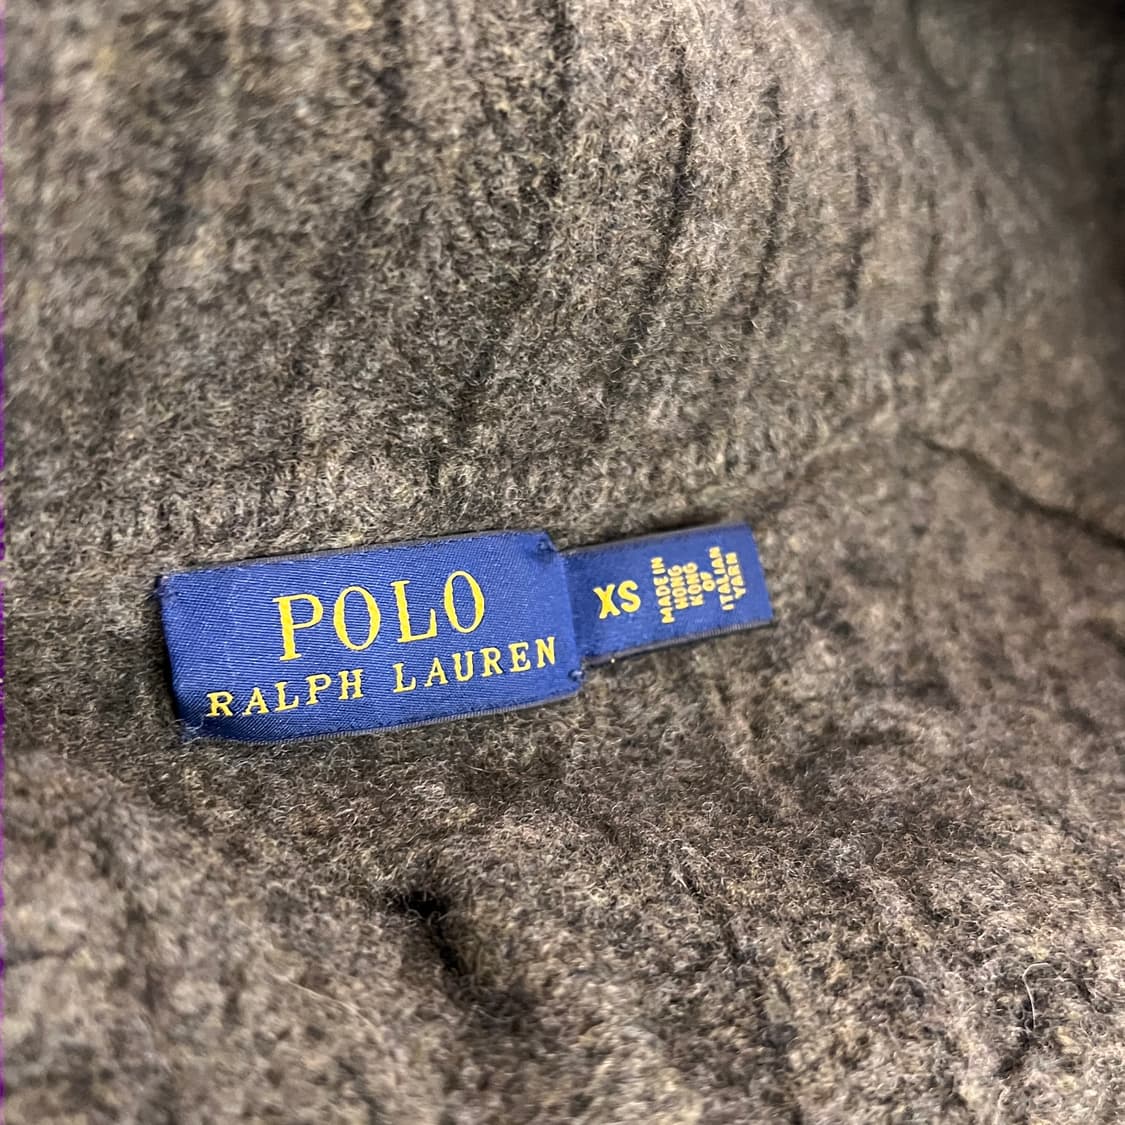 POLO
RALPH LAUREN
XS
MADE IN
HONG
KONG
OF
ITALIAN
YARN